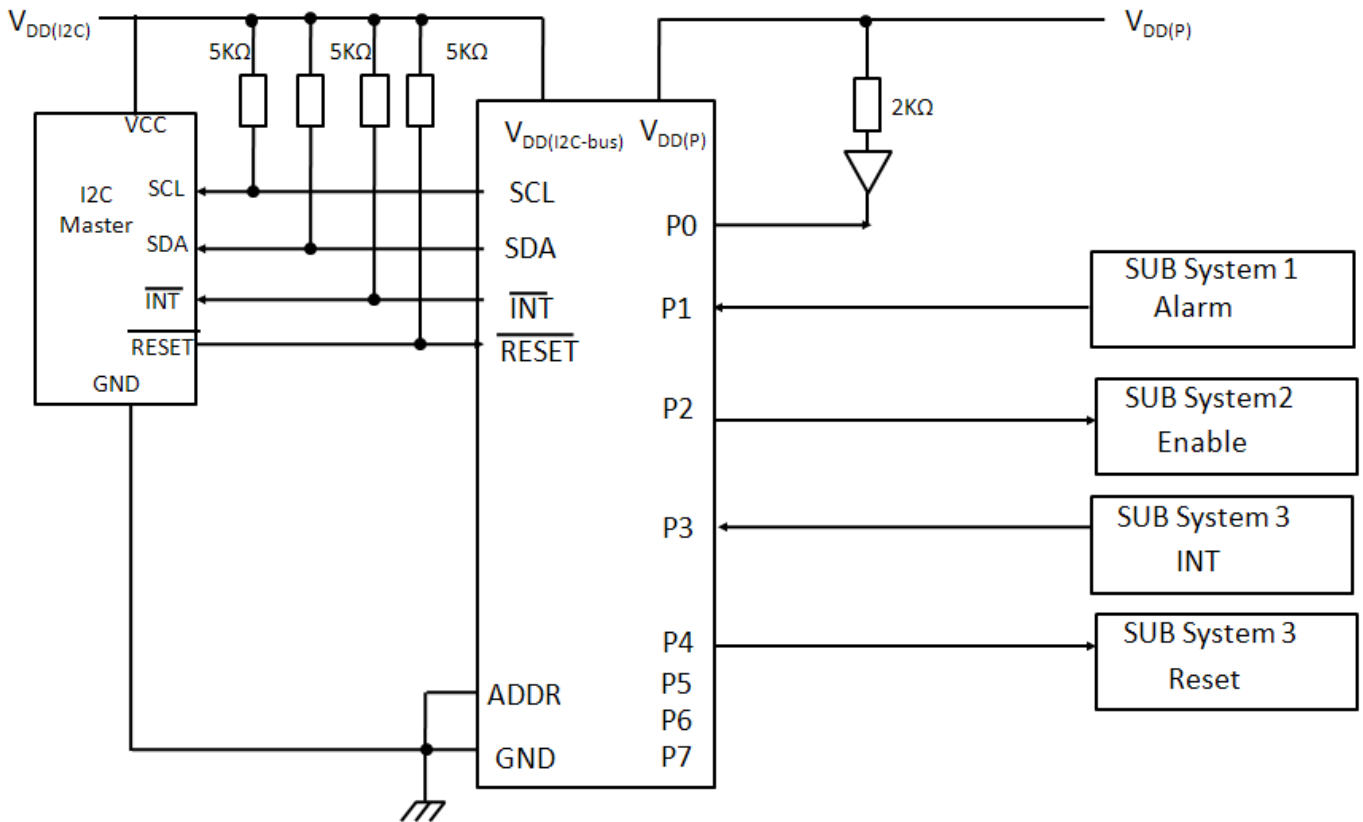 VDD(I2C)
5KΩ
5KΩ
5KΩ
VDD(P)
2KΩ
VCC
SCL
I2C
Master
SDA
INT
RESET
GND
VDD(I2C-bus)
VDD(P)
SCL
SDA
INT
RESET
ADDR
GND
P0
P1
P2
P3
P4
P5
P6
P7
SUB System 1
Alarm
SUB System2
Enable
SUB System 3
INT
SUB System 3
Reset